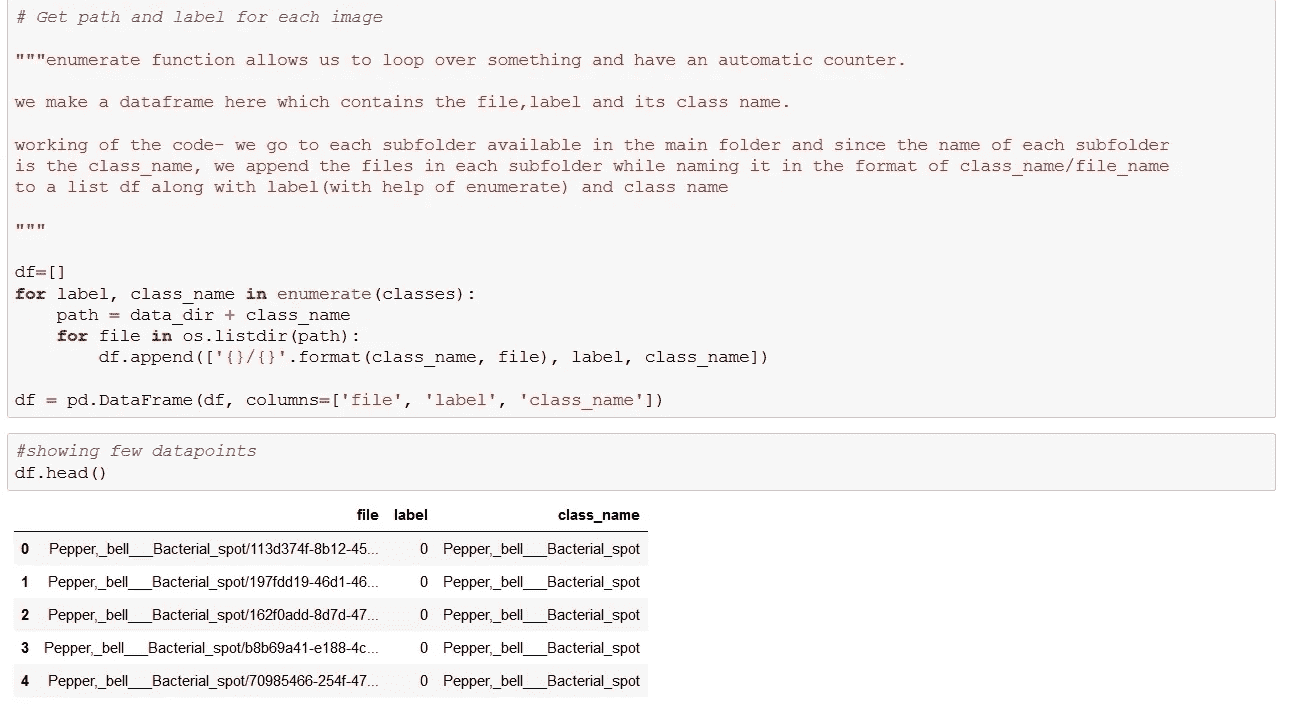 # Get path and label for each image
"""enumerate function allows us to loop over something and have an automatic counter.
we make a dataframe here which contains the file,label and its class name.
working of the code- we go to each subfolder available in the main folder and since the name of each subfolder
is the class_name, we append the files in each subfolder while naming it in the format of class_name/file_name
to a list df along with label(with help of enumerate) and class name
"""
df=[]
for label, class_name in enumerate(classes):
    path = data_dir + class_name
    for file in os.listdir(path):
        df.append(['{}/{}'.format(class_name, file), label, class_name])
df = pd.DataFrame(df, columns=['file', 'label', 'class_name'])
#showing few datapoints
df.head()
file label class_name
0 Pepper,_bell___Bacterial_spot/113d374f-8b12-45... 0 Pepper,_bell___Bacterial_spot
1 Pepper,_bell___Bacterial_spot/197fdd19-46d1-46... 0 Pepper,_bell___Bacterial_spot
2 Pepper,_bell___Bacterial_spot/162f0add-8d7d-47... 0 Pepper,_bell___Bacterial_spot
3 Pepper,_bell___Bacterial_spot/b8b69a41-e188-4c... 0 Pepper,_bell___Bacterial_spot
4 Pepper,_bell___Bacterial_spot/70985466-254f-47... 0 Pepper,_bell___Bacterial_spot